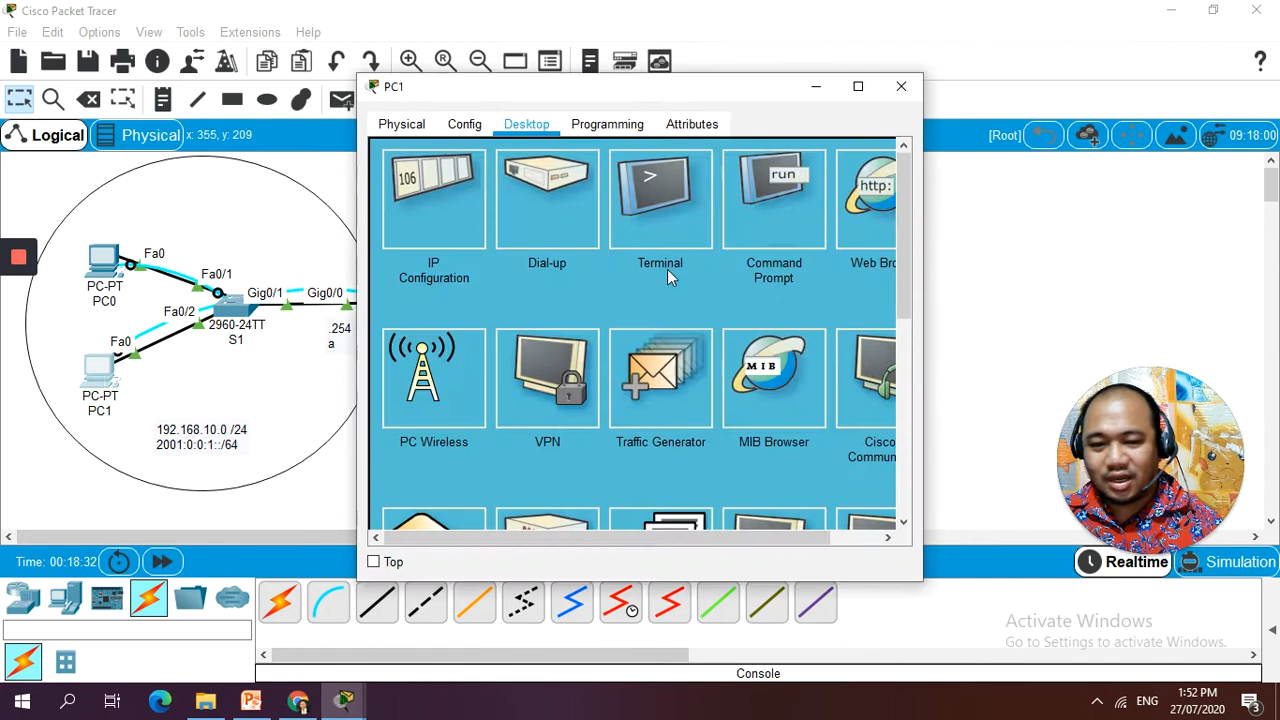 Cisco Packet Tracer
File Edit Options View Tools Extensions Help
PC1
Logical Physical x: 355, y: 209
[Root] 09:18:00
Physical Config Desktop Programming Attributes
106
>
run
http:
IP
Configuration
Dial-up
Terminal
Command
Prompt
Web Bro
MIB
PC Wireless
VPN
Traffic Generator
MIB Browser
Cisco
Commun
Top
Fa0
Fa0/1
PC-PT
PC0
Gig0/1 Gig0/0
Fa0/2
2960-24TT
S1
.254
a
Fa0
PC-PT
PC1
192.168.10.0 /24
2001:0:0:1::/64
Time: 00:18:32
Realtime Simulation
Activate Windows
Go to Settings to activate Windows.
Console
ENG
1:52 PM
27/07/2020
3